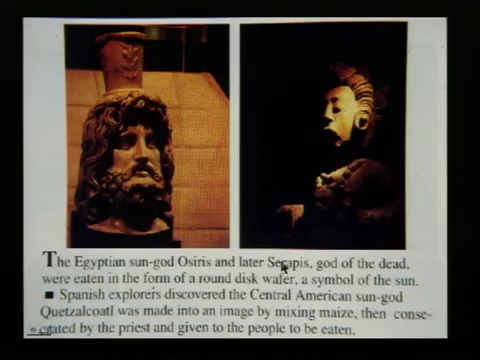 The Egyptian sun-god Osiris and later Serapis, god of the dead,
were eaten in the form of a round disk wafer, a symbol of the sun.
■ Spanish explorers discovered the Central American sun-god
Quetzalcoatl was made into an image by mixing maize, then conse-
crated by the priest and given to the people to be eaten.